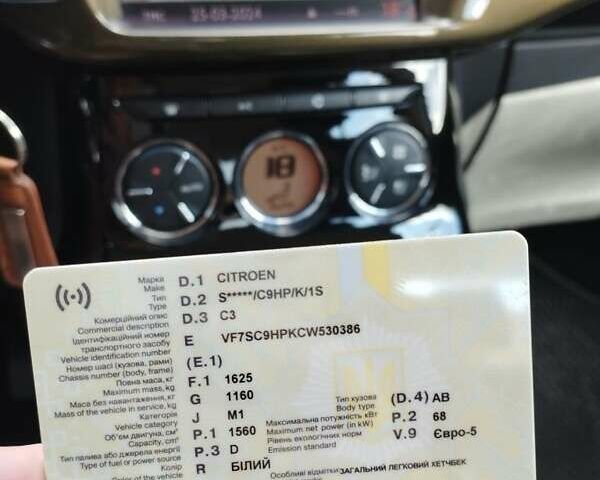 23-03-2024
AUTO
18
Марка D.1 CITROEN
Make
Тип D.2 S*****/C9HP/K/1S
Type
Комерційний опис D.3 C3
Commercial description
Ідентифікаційний номер E VF7SC9HPKCW530386
транспортного засобу
Vehicle identification number
Номер шасі (кузова, рами) (E.1)
Chassis number (body, frame)
Повна маса, кг F.1 1625
Maximum mass, kg
Маса без навантаження, кг G 1160 Тип кузова (D.4) AB
Mass of the vehicle in service, kg Body type
Категорія J M1 Максимальна потужність кВт P.2 68
Vehicle category Maximum net power (in kW)
Об'єм двигуна, см³ P.1 1560 Рівень екологічних норм V.9 Євро-5
Capacity, cm³ Emission standard
Тип палива або джерела енергії P.3 D
Type of fuel or power source
Колір R БІЛИЙ Особливі відмітки ЗАГАЛЬНИЙ ЛЕГКОВИЙ ХЕТЧБЕК
Color of the vehicle